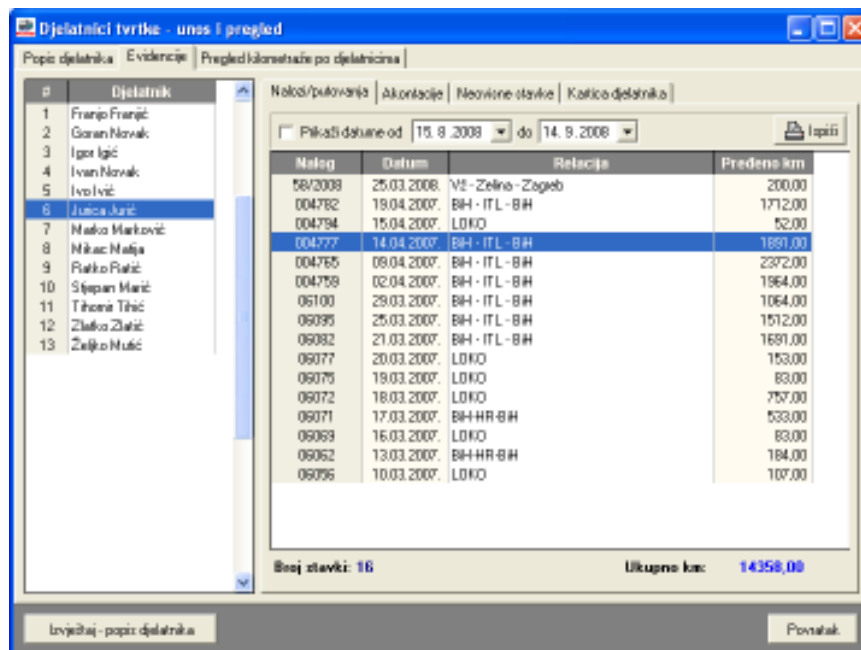 Djelatnici tvrtke - unos i pregled
Popis djelatnika Evidencije Pregled kilometraže po djelatnicima
# Djelatnik
1 Franjo Franjić
2 Goran Novak
3 Igor Igić
4 Ivan Novak
5 Ivo Ivić
6 Jurica Jurić
7 Marko Marković
8 Mikac Matija
9 Ratko Ratić
10 Stjepan Marić
11 Tihomir Tihić
12 Zlatko Zlatić
13 Željko Mutić
Nalozi/putovanja Akontacije Neovisne stavke Kartica djelatnika
Prikaži datume od 15. 8 .2008 do 14. 9.2008 Ispiši
Nalog Datum Relacija Pređeno km
58/2008 25.03.2008. Vž - Zelina - Zagreb 200,00
004782 19.04.2007. BiH - ITL - BiH 1712,00
004794 15.04.2007. LOKO 52,00
004777 14.04.2007. BiH - ITL - BiH 1891,00
004765 09.04.2007. BiH - ITL - BiH 2372,00
004759 02.04.2007. BiH - ITL - BiH 1964,00
06100 29.03.2007. BiH - ITL - BiH 1064,00
06095 25.03.2007. BiH - ITL - BiH 1512,00
06082 21.03.2007. BiH - ITL - BiH 1691,00
06077 20.03.2007. LOKO 153,00
06075 19.03.2007. LOKO 83,00
06072 18.03.2007. LOKO 757,00
06071 17.03.2007. BiH-HR-BiH 533,00
06069 16.03.2007. LOKO 83,00
06062 13.03.2007. BiH-HR-BiH 184,00
06056 10.03.2007. LOKO 107,00
Broj stavki: 16 Ukupno km: 14358,00
Izvještaj - popis djelatnika Povratak